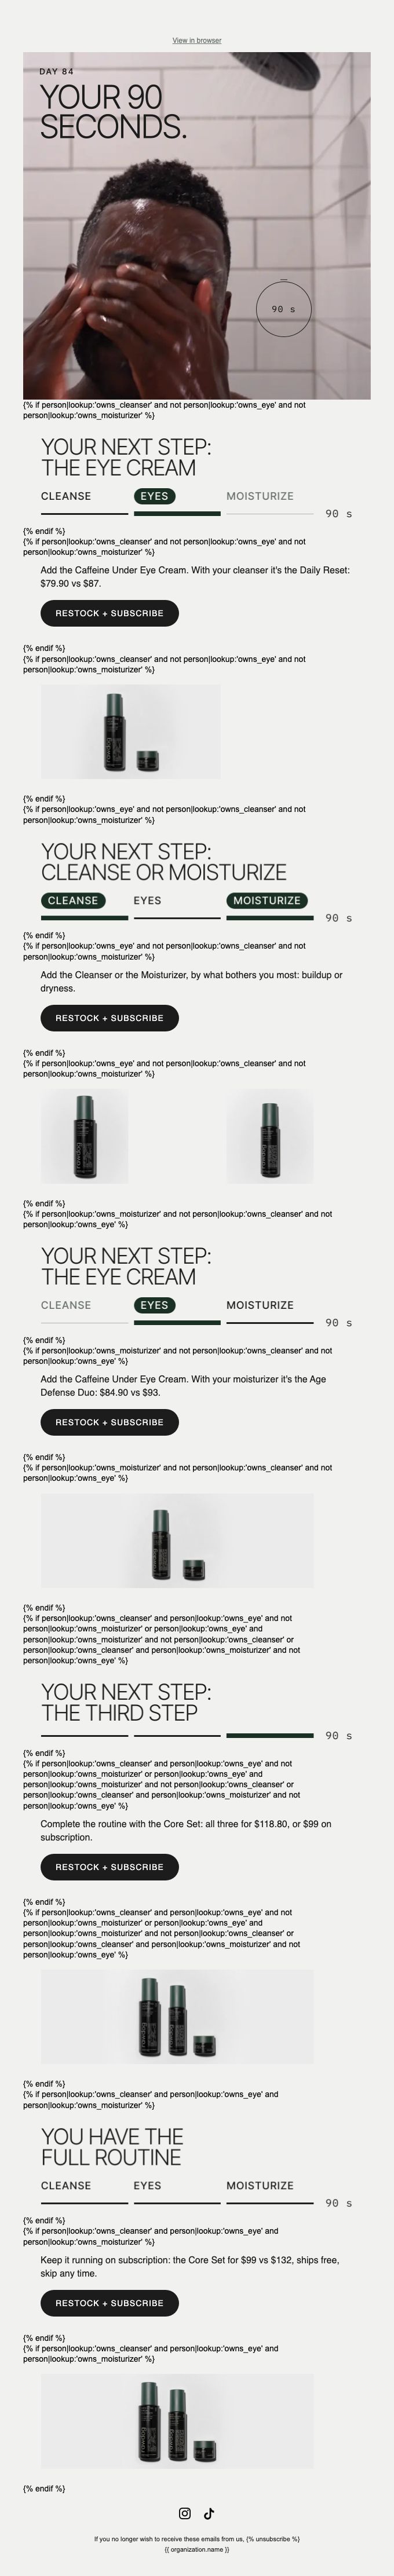 View in browser
DAY 84
YOUR 90
SECONDS.
90 s
{% if person|lookup:'owns_cleanser' and not person|lookup:'owns_eye' and not
person|lookup:'owns_moisturizer' %}
YOUR NEXT STEP:
THE EYE CREAM
CLEANSE EYES MOISTURIZE
90 s
{% endif %}
{% if person|lookup:'owns_cleanser' and not person|lookup:'owns_eye' and not
person|lookup:'owns_moisturizer' %}
Add the Caffeine Under Eye Cream. With your cleanser it's the Daily Reset:
$79.90 vs $87.
RESTOCK + SUBSCRIBE
{% endif %}
{% if person|lookup:'owns_cleanser' and not person|lookup:'owns_eye' and not
person|lookup:'owns_moisturizer' %}
{% endif %}
{% if person|lookup:'owns_eye' and not person|lookup:'owns_cleanser' and not
person|lookup:'owns_moisturizer' %}
YOUR NEXT STEP:
CLEANSE OR MOISTURIZE
CLEANSE EYES MOISTURIZE
90 s
{% endif %}
{% if person|lookup:'owns_eye' and not person|lookup:'owns_cleanser' and not
person|lookup:'owns_moisturizer' %}
Add the Cleanser or the Moisturizer, by what bothers you most: buildup or
dryness.
RESTOCK + SUBSCRIBE
{% endif %}
{% if person|lookup:'owns_eye' and not person|lookup:'owns_cleanser' and not
person|lookup:'owns_moisturizer' %}
{% endif %}
{% if person|lookup:'owns_moisturizer' and not person|lookup:'owns_cleanser' and not
person|lookup:'owns_eye' %}
YOUR NEXT STEP:
THE EYE CREAM
CLEANSE EYES MOISTURIZE
90 s
{% endif %}
{% if person|lookup:'owns_moisturizer' and not person|lookup:'owns_cleanser' and not
person|lookup:'owns_eye' %}
Add the Caffeine Under Eye Cream. With your moisturizer it's the Age
Defense Duo: $84.90 vs $93.
RESTOCK + SUBSCRIBE
{% endif %}
{% if person|lookup:'owns_moisturizer' and not person|lookup:'owns_cleanser' and not
person|lookup:'owns_eye' %}
{% endif %}
{% if person|lookup:'owns_cleanser' and person|lookup:'owns_eye' and not
person|lookup:'owns_moisturizer' or person|lookup:'owns_eye' and
person|lookup:'owns_moisturizer' and not person|lookup:'owns_cleanser' or
person|lookup:'owns_cleanser' and person|lookup:'owns_moisturizer' and not
person|lookup:'owns_eye' %}
YOUR NEXT STEP:
THE THIRD STEP
90 s
{% endif %}
{% if person|lookup:'owns_cleanser' and person|lookup:'owns_eye' and not
person|lookup:'owns_moisturizer' or person|lookup:'owns_eye' and
person|lookup:'owns_moisturizer' and not person|lookup:'owns_cleanser' or
person|lookup:'owns_cleanser' and person|lookup:'owns_moisturizer' and not
person|lookup:'owns_eye' %}
Complete the routine with the Core Set: all three for $118.80, or $99 on
subscription.
RESTOCK + SUBSCRIBE
{% endif %}
{% if person|lookup:'owns_cleanser' and person|lookup:'owns_eye' and not
person|lookup:'owns_moisturizer' or person|lookup:'owns_eye' and
person|lookup:'owns_moisturizer' and not person|lookup:'owns_cleanser' or
person|lookup:'owns_cleanser' and person|lookup:'owns_moisturizer' and not
person|lookup:'owns_eye' %}
{% endif %}
{% if person|lookup:'owns_cleanser' and person|lookup:'owns_eye' and
person|lookup:'owns_moisturizer' %}
YOU HAVE THE
FULL ROUTINE
CLEANSE EYES MOISTURIZE
90 s
{% endif %}
{% if person|lookup:'owns_cleanser' and person|lookup:'owns_eye' and
person|lookup:'owns_moisturizer' %}
Keep it running on subscription: the Core Set for $99 vs $132, ships free,
skip any time.
RESTOCK + SUBSCRIBE
{% endif %}
{% if person|lookup:'owns_cleanser' and person|lookup:'owns_eye' and
person|lookup:'owns_moisturizer' %}
{% endif %}
If you no longer wish to receive these emails from us, {% unsubscribe %}
{{ organization.name }}